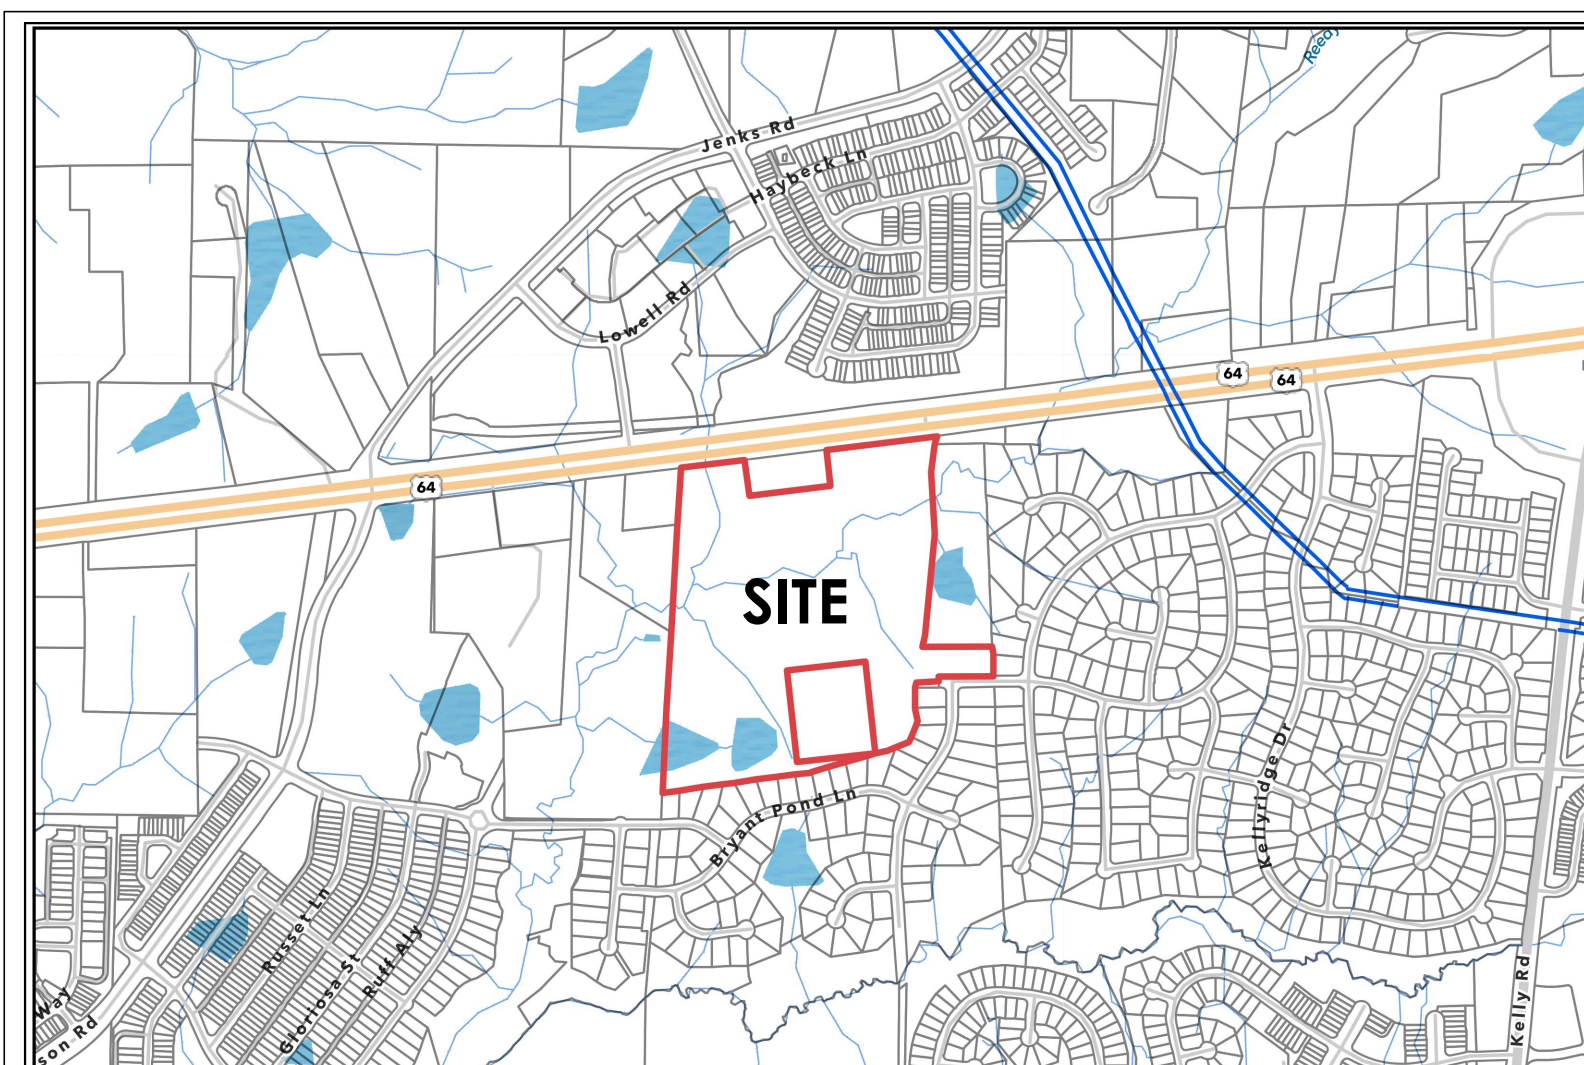 Reedy
Jenks Rd
Haybeck Ln
Lowell Rd
64
64
64
SITE
Kellyridge Dr
Bryant Pond Ln
Russet Ln
Gloriosa St
Ruff Aly
Kelly Rd
Way
son Rd